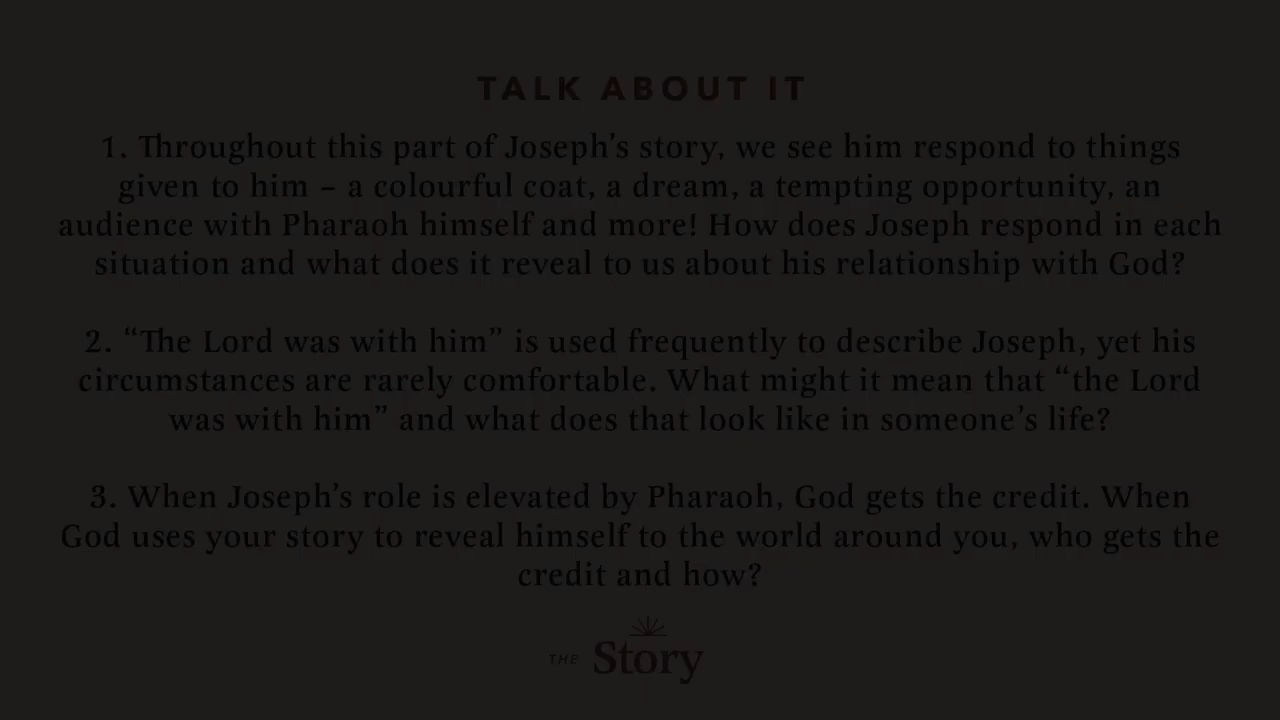 TALK ABOUT IT
1. Throughout this part of Joseph’s story, we see him respond to things
given to him – a colourful coat, a dream, a tempting opportunity, an
audience with Pharaoh himself and more! How does Joseph respond in each
situation and what does it reveal to us about his relationship with God?
2. “The Lord was with him” is used frequently to describe Joseph, yet his
circumstances are rarely comfortable. What might it mean that “the Lord
was with him” and what does that look like in someone’s life?
3. When Joseph’s role is elevated by Pharaoh, God gets the credit. When
God uses your story to reveal himself to the world around you, who gets the
credit and how?
THE Story